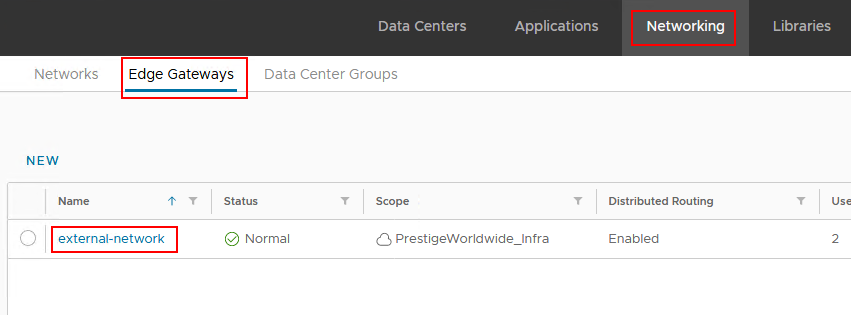 Data Centers Applications Networking Libraries
Networks Edge Gateways Data Center Groups
NEW
Name Status Scope Distributed Routing Use
external-network Normal PrestigeWorldwide_Infra Enabled 2